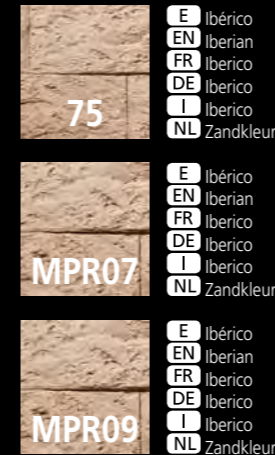 75
E Ibérico
EN Iberian
FR Iberico
DE Iberico
I Iberico
NL Zandkleur
MPR07
E Ibérico
EN Iberian
FR Iberico
DE Iberico
I Iberico
NL Zandkleur
MPR09
E Ibérico
EN Iberian
FR Iberico
DE Iberico
I Iberico
NL Zandkleur